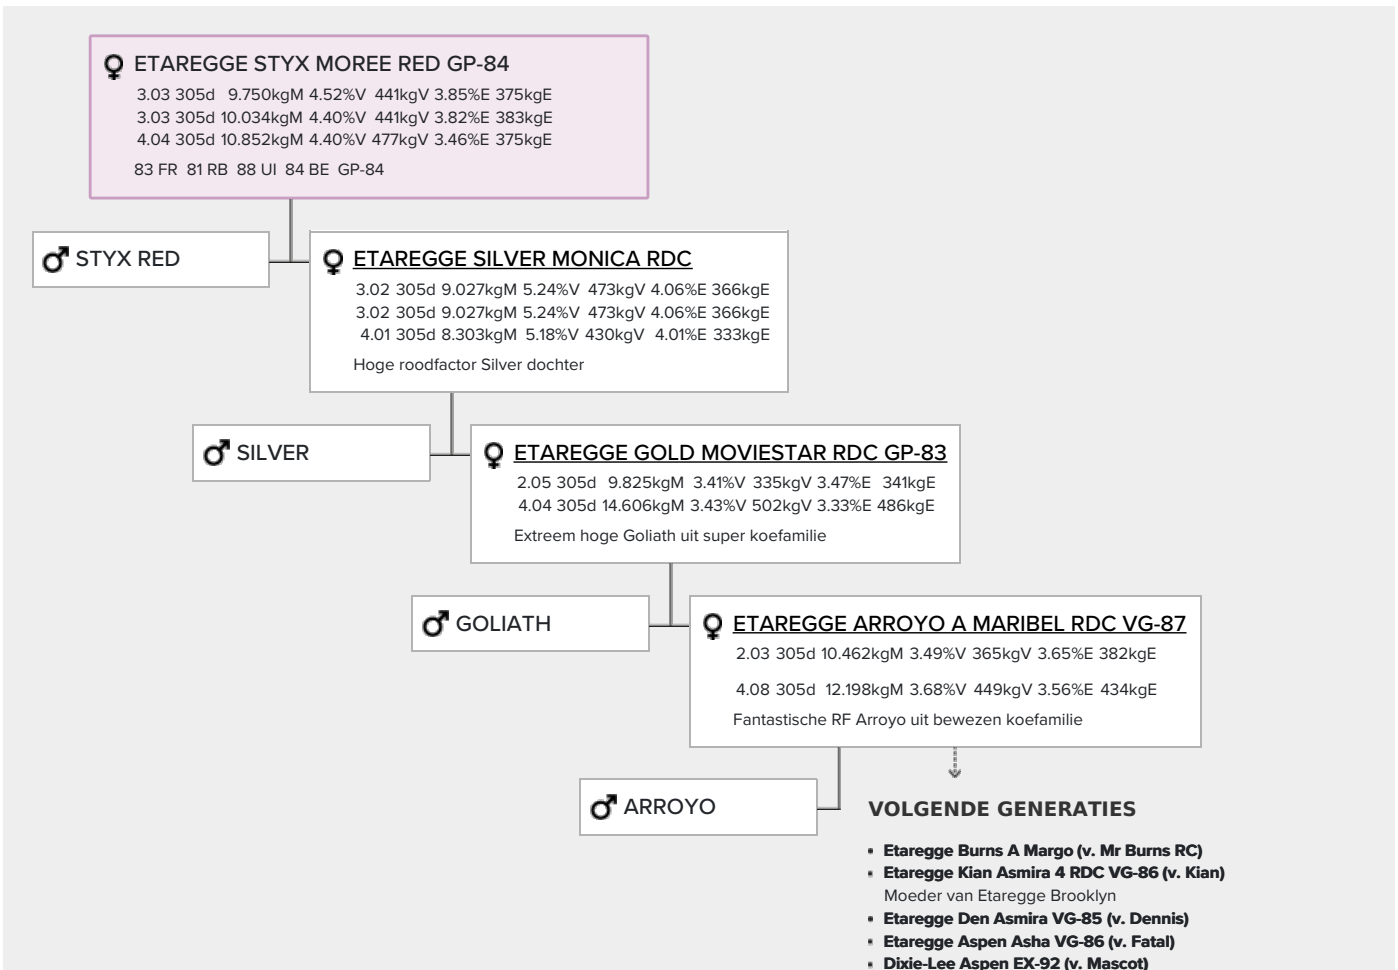 ETAREGGE STYX MOREE RED GP-84
3.03 305d 9.750kgM 4.52%V 441kgV 3.85%E 375kgE
3.03 305d 10.034kgM 4.40%V 441kgV 3.82%E 383kgE
4.04 305d 10.852kgM 4.40%V 477kgV 3.46%E 375kgE
83 FR 81 RB 88 UI 84 BE GP-84
STYX RED
ETAREGGE SILVER MONICA RDC
3.02 305d 9.027kgM 5.24%V 473kgV 4.06%E 366kgE
3.02 305d 9.027kgM 5.24%V 473kgV 4.06%E 366kgE
4.01 305d 8.303kgM 5.18%V 430kgV 4.01%E 333kgE
Hoge roodfactor Silver dochter
SILVER
ETAREGGE GOLD MOVIESTAR RDC GP-83
2.05 305d 9.825kgM 3.41%V 335kgV 3.47%E 341kgE
4.04 305d 14.606kgM 3.43%V 502kgV 3.33%E 486kgE
Extreem hoge Goliath uit super koefamilie
GOLIATH
ETAREGGE ARROYO A MARIBEL RDC VG-87
2.03 305d 10.462kgM 3.49%V 365kgV 3.65%E 382kgE
4.08 305d 12.198kgM 3.68%V 449kgV 3.56%E 434kgE
Fantastische RF Arroyo uit bewezen koefamilie
ARROYO
VOLGENDE GENERATIES
• Etaregge Burns A Margo (v. Mr Burns RC)
• Etaregge Kian Asmira 4 RDC VG-86 (v. Kian)
Moeder van Etaregge Brooklyn
• Etaregge Den Asmira VG-85 (v. Dennis)
• Etaregge Aspen Asha VG-86 (v. Fatal)
• Dixie-Lee Aspen EX-92 (v. Mascot)